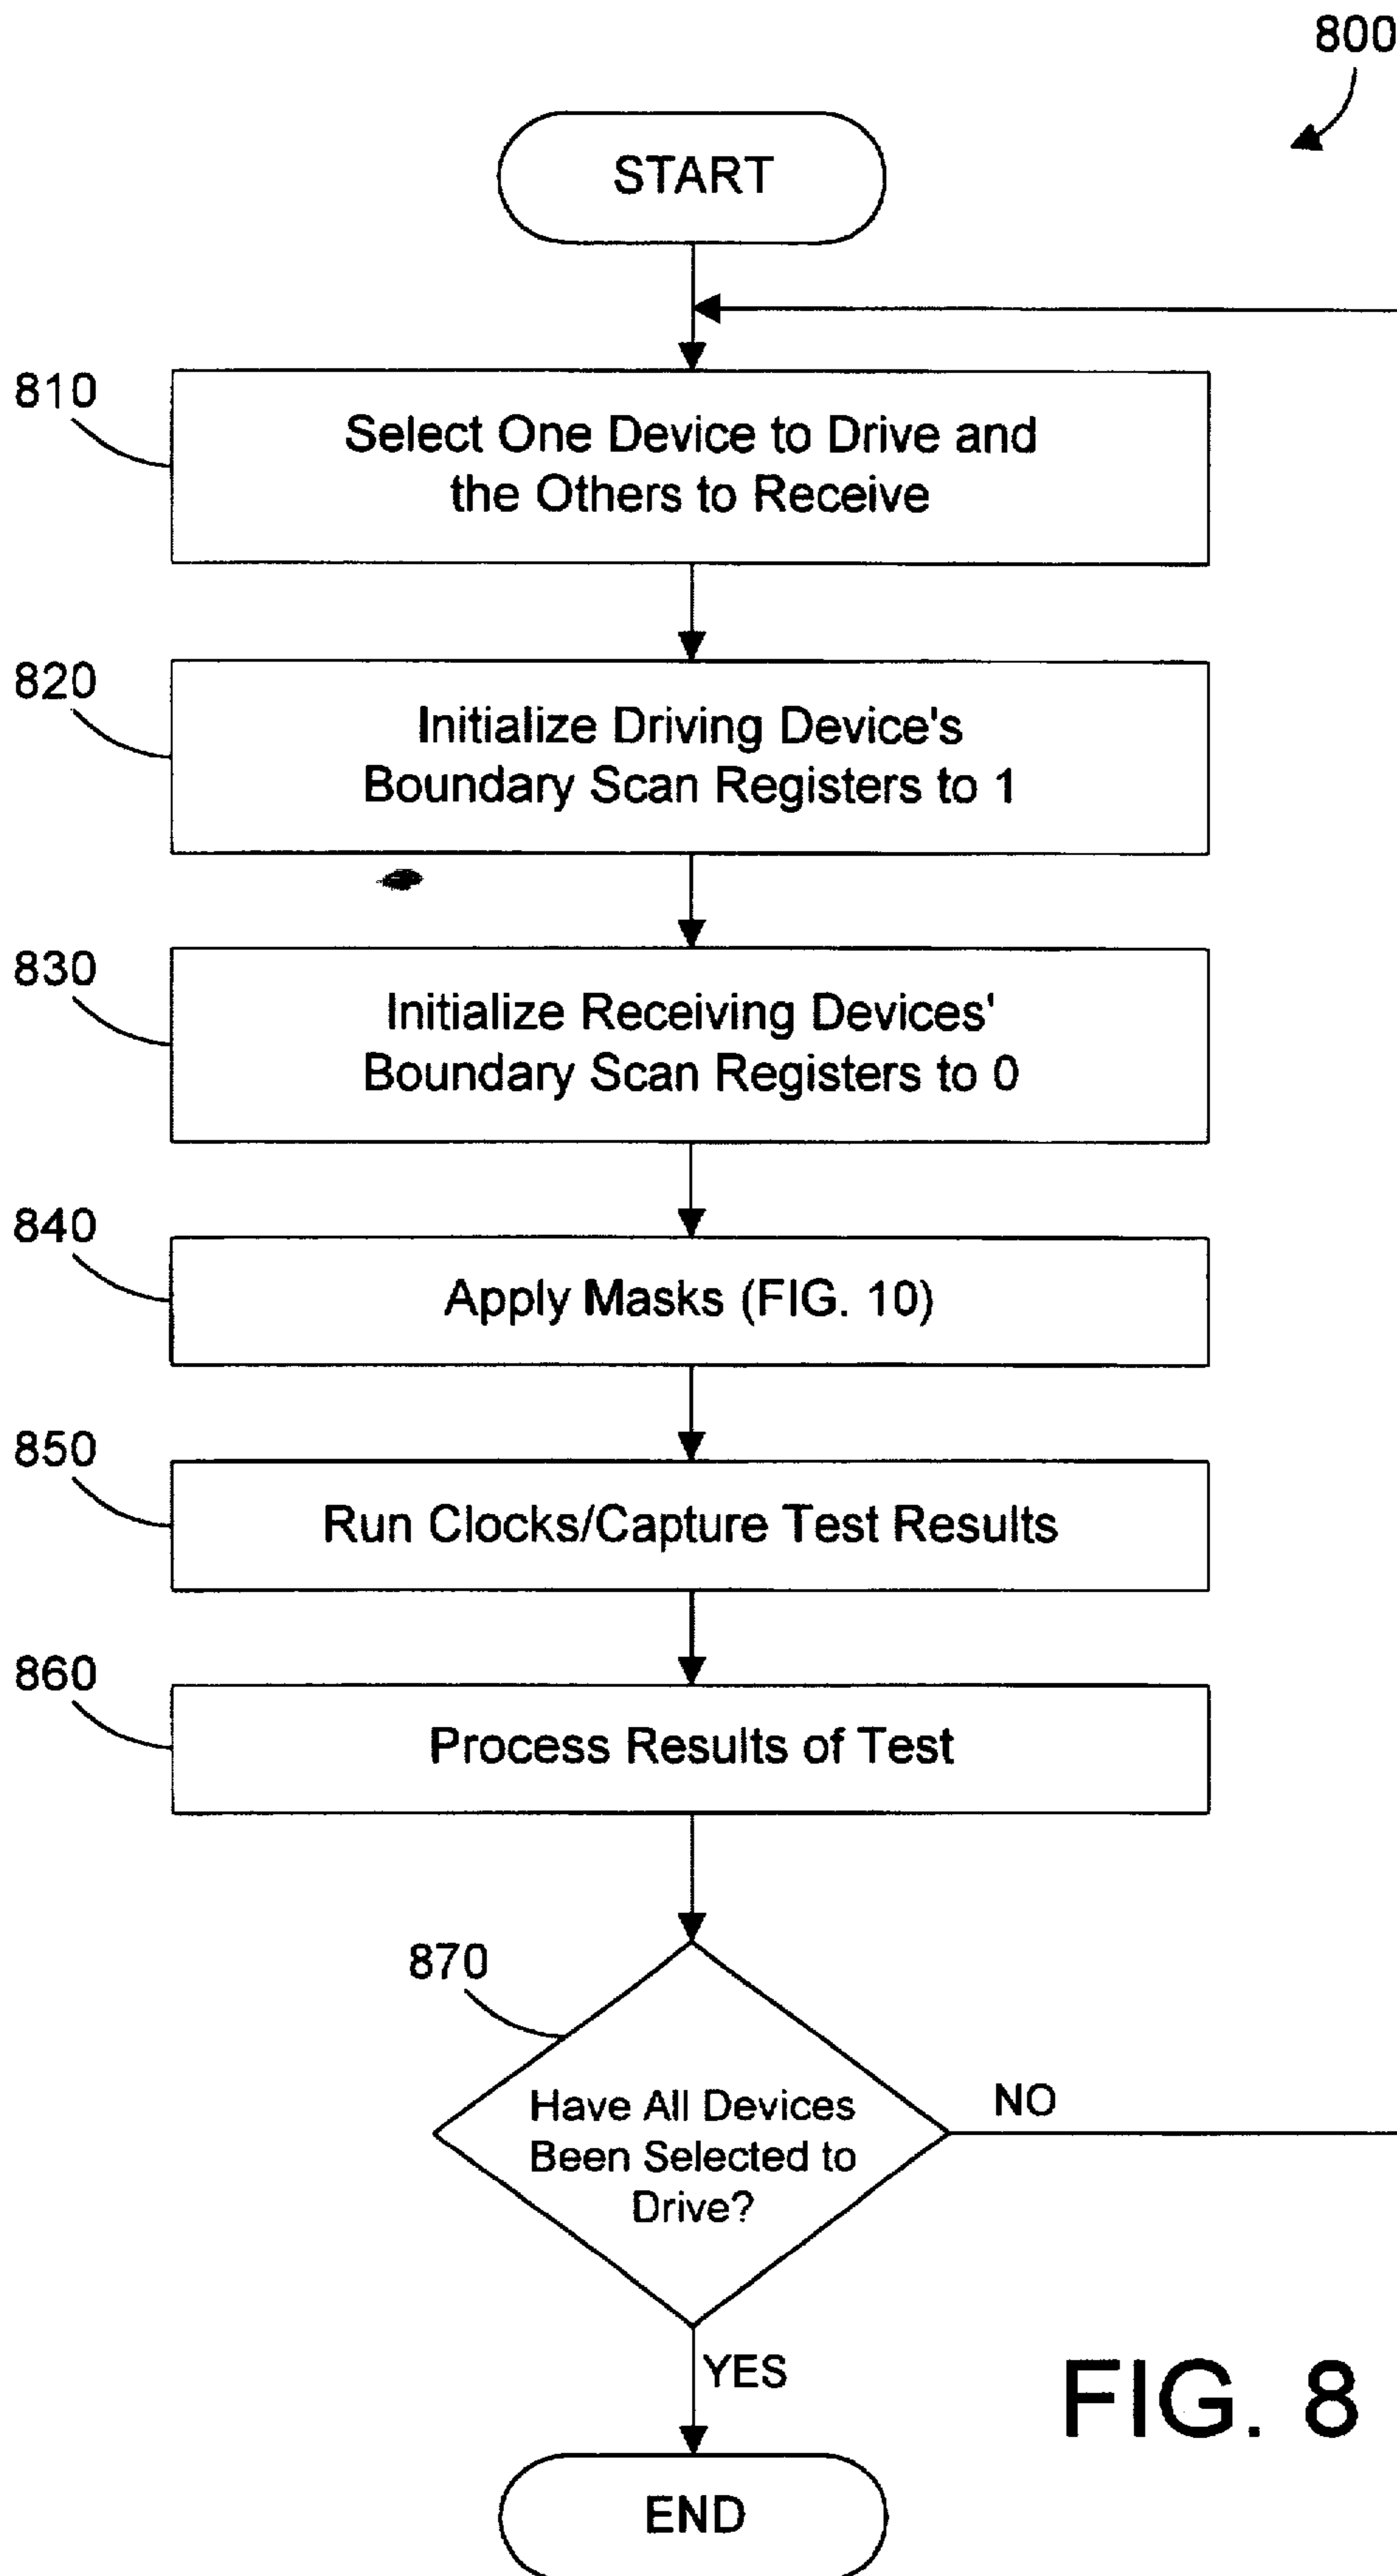 800
START
810
Select One Device to Drive and
the Others to Receive
820
Initialize Driving Device's
Boundary Scan Registers to 1
830
Initialize Receiving Devices'
Boundary Scan Registers to 0
840
Apply Masks (FIG. 10)
850
Run Clocks/Capture Test Results
860
Process Results of Test
870
Have All Devices
Been Selected to
Drive?
NO
YES
FIG. 8
END